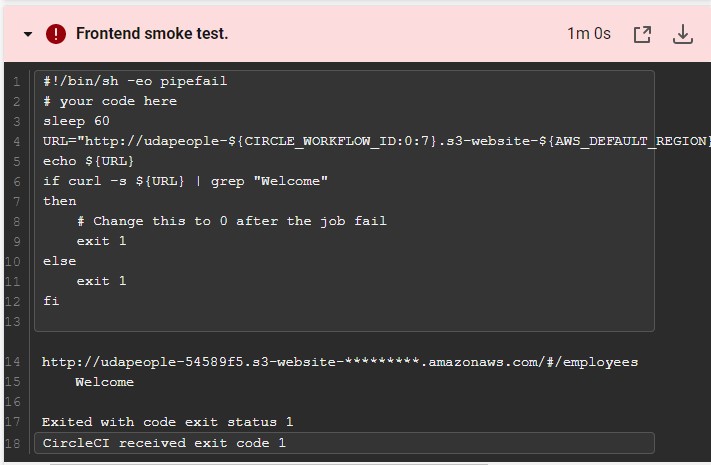 Frontend smoke test. 1m 0s
1 #!/bin/sh -eo pipefail
2 # your code here
3 sleep 60
4 URL="http://udapeople-${CIRCLE_WORKFLOW_ID:0:7}.s3-website-${AWS_DEFAULT_REGION}
5 echo ${URL}
6 if curl -s ${URL} | grep "Welcome"
7 then
8     # Change this to 0 after the job fail
9     exit 1
10 else
11     exit 1
12 fi
13
14 http://udapeople-54589f5.s3-website-*********.amazonaws.com/#/employees
15     Welcome
16
17 Exited with code exit status 1
18 CircleCI received exit code 1